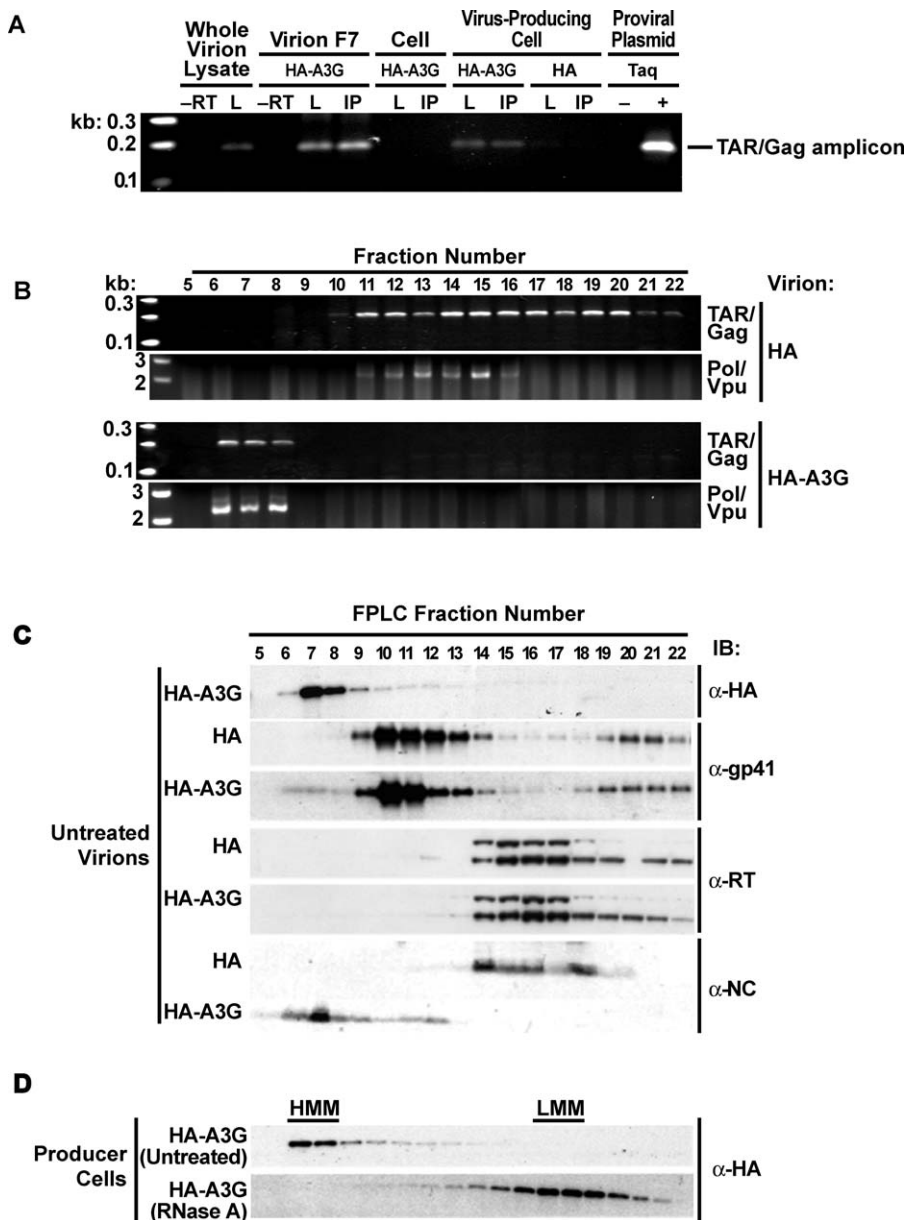 A
Whole Virion Lysate
Virion F7
Cell
Virus-Producing Cell
Proviral Plasmid
HA-A3G
HA-A3G
HA-A3G
HA
Taq
–RT L –RT L IP L IP L IP L IP – +
kb: 0.3
0.2
0.1
TAR/Gag amplicon
B
Fraction Number
kb: 5 6 7 8 9 10 11 12 13 14 15 16 17 18 19 20 21 22 Virion:
0.3
0.1
TAR/Gag
3
2
Pol/Vpu
HA
0.3
0.1
TAR/Gag
3
2
Pol/Vpu
HA-A3G
C
FPLC Fraction Number
5 6 7 8 9 10 11 12 13 14 15 16 17 18 19 20 21 22 IB:
Untreated Virions
HA-A3G
α-HA
HA
HA-A3G
α-gp41
HA
HA-A3G
α-RT
HA
HA-A3G
α-NC
D
HMM LMM
Producer Cells
HA-A3G (Untreated)
HA-A3G (RNase A)
α-HA